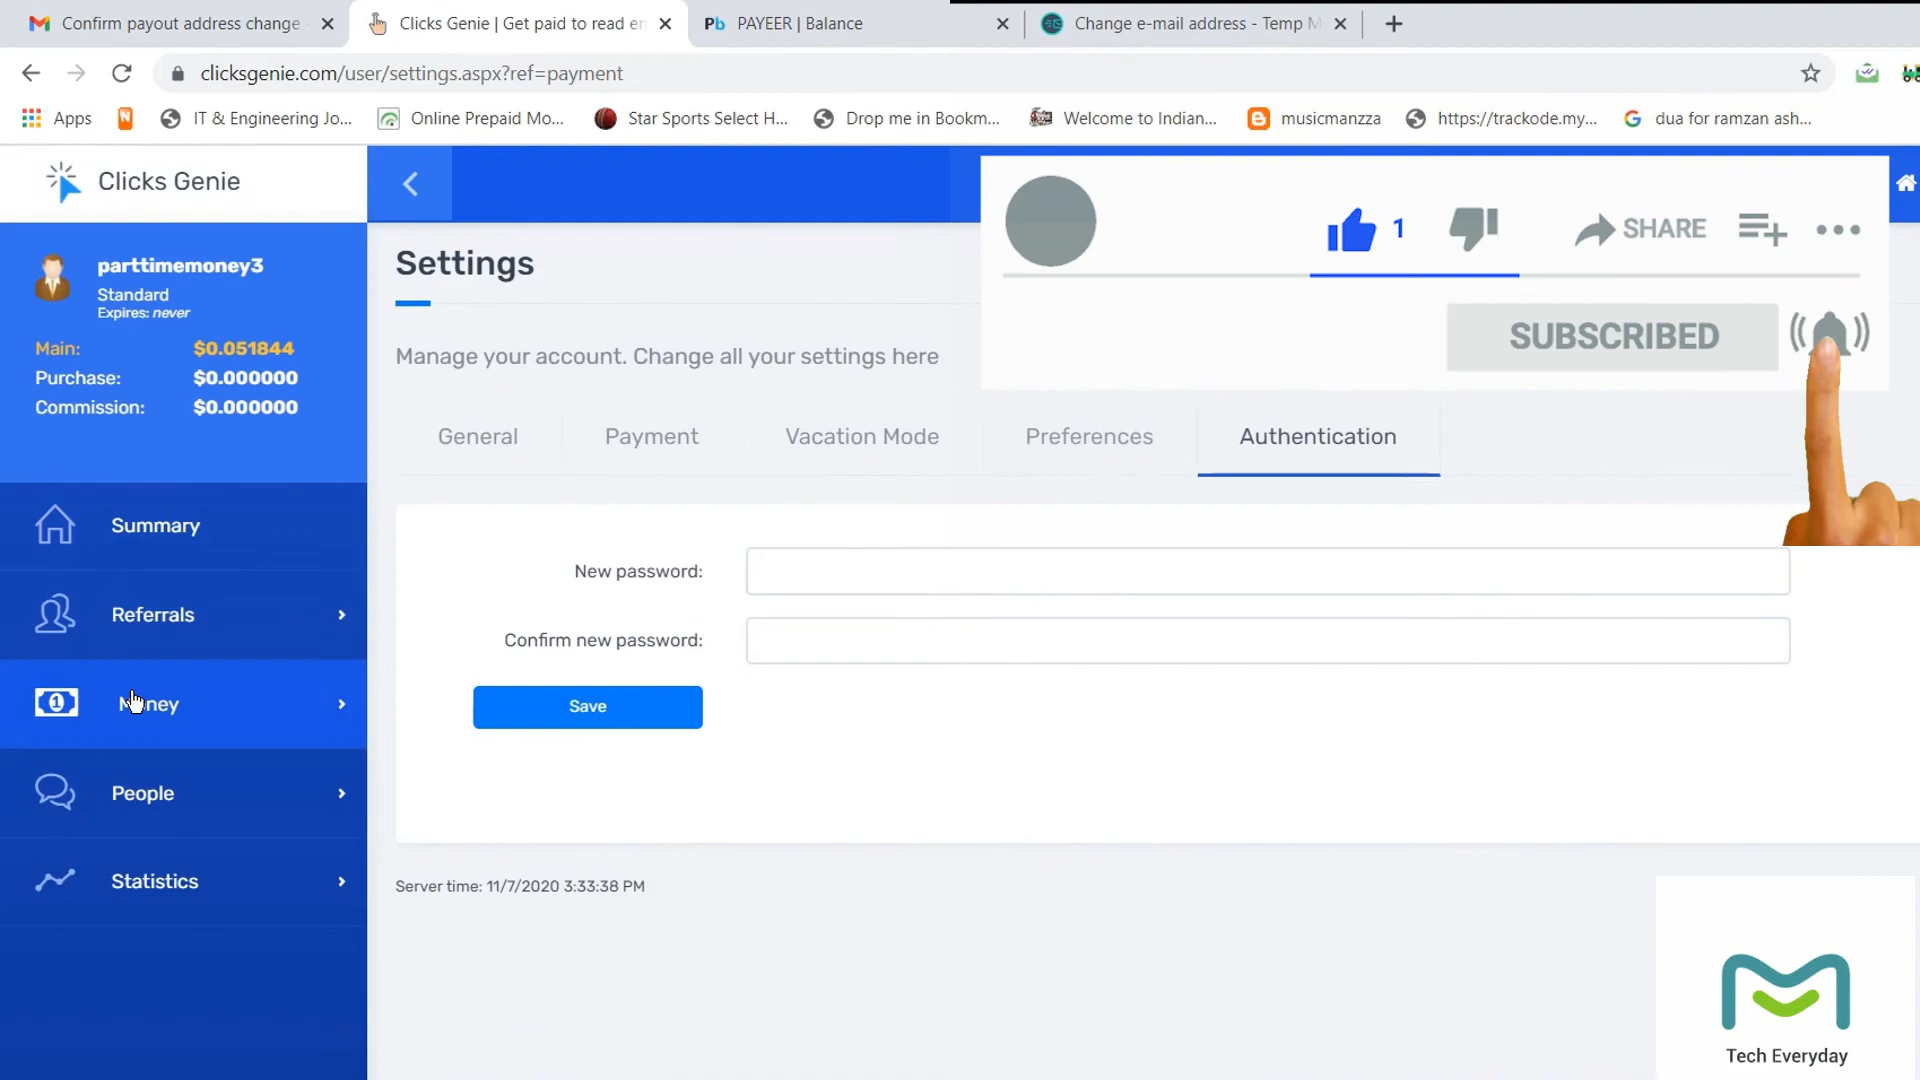 Confirm payout address change
Clicks Genie | Get paid to read en
Pb PAYEER | Balance
Change e-mail address - Temp M
clicksgenie.com/user/settings.aspx?ref=payment
Apps
IT & Engineering Jo...
Online Prepaid Mo...
Star Sports Select H...
Drop me in Bookm...
Welcome to Indian...
musicmanzza
https://trackode.my...
dua for ramzan ash...
Clicks Genie
1
SHARE
SUBSCRIBED
parttimemoney3
Standard
Expires: never
Main: $0.051844
Purchase: $0.000000
Commission: $0.000000
Settings
Manage your account. Change all your settings here
General
Payment
Vacation Mode
Preferences
Authentication
Summary
Referrals
Money
People
Statistics
New password:
Confirm new password:
Save
Server time: 11/7/2020 3:33:38 PM
Tech Everyday